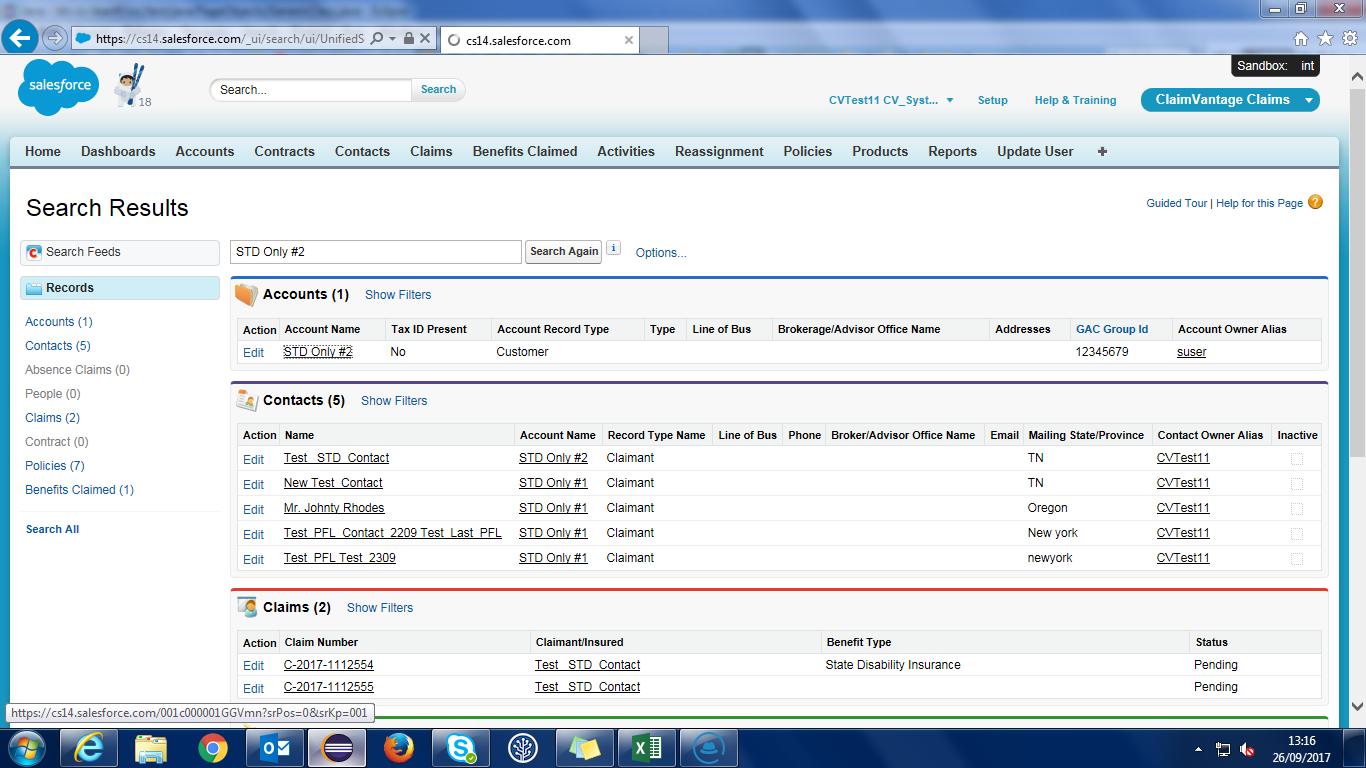 https://cs14.salesforce.com/_ui/search/ui/UnifiedS
cs14.salesforce.com
Sandbox: int
salesforce
18
Search...
Search
CVTest11 CV_Syst...
Setup
Help & Training
ClaimVantage Claims
Home Dashboards Accounts Contracts Contacts Claims Benefits Claimed Activities Reassignment Policies Products Reports Update User +
Search Results
Guided Tour | Help for this Page ?
Search Feeds
STD Only #2
Search Again
i
Options...
Records
Accounts (1)
Contacts (5)
Absence Claims (0)
People (0)
Claims (2)
Contract (0)
Policies (7)
Benefits Claimed (1)
Search All
Accounts (1) Show Filters
Action Account Name Tax ID Present Account Record Type Type Line of Bus Brokerage/Advisor Office Name Addresses GAC Group Id Account Owner Alias
Edit STD Only #2 No Customer 12345679 suser
Contacts (5) Show Filters
Action Name Account Name Record Type Name Line of Bus Phone Broker/Advisor Office Name Email Mailing State/Province Contact Owner Alias Inactive
Edit Test_ STD_Contact STD Only #2 Claimant TN CVTest11
Edit New Test_Contact STD Only #1 Claimant TN CVTest11
Edit Mr. Johnty Rhodes STD Only #1 Claimant Oregon CVTest11
Edit Test_PFL_Contact_2209 Test_Last_PFL STD Only #1 Claimant New york CVTest11
Edit Test_PFL Test_2309 STD Only #1 Claimant newyork CVTest11
Claims (2) Show Filters
Action Claim Number Claimant/Insured Benefit Type Status
Edit C-2017-1112554 Test_ STD_Contact State Disability Insurance Pending
Edit C-2017-1112555 Test_ STD_Contact Pending
https://cs14.salesforce.com/001c000001GGVmn?srPos=0&srKp=001
13:16
26/09/2017